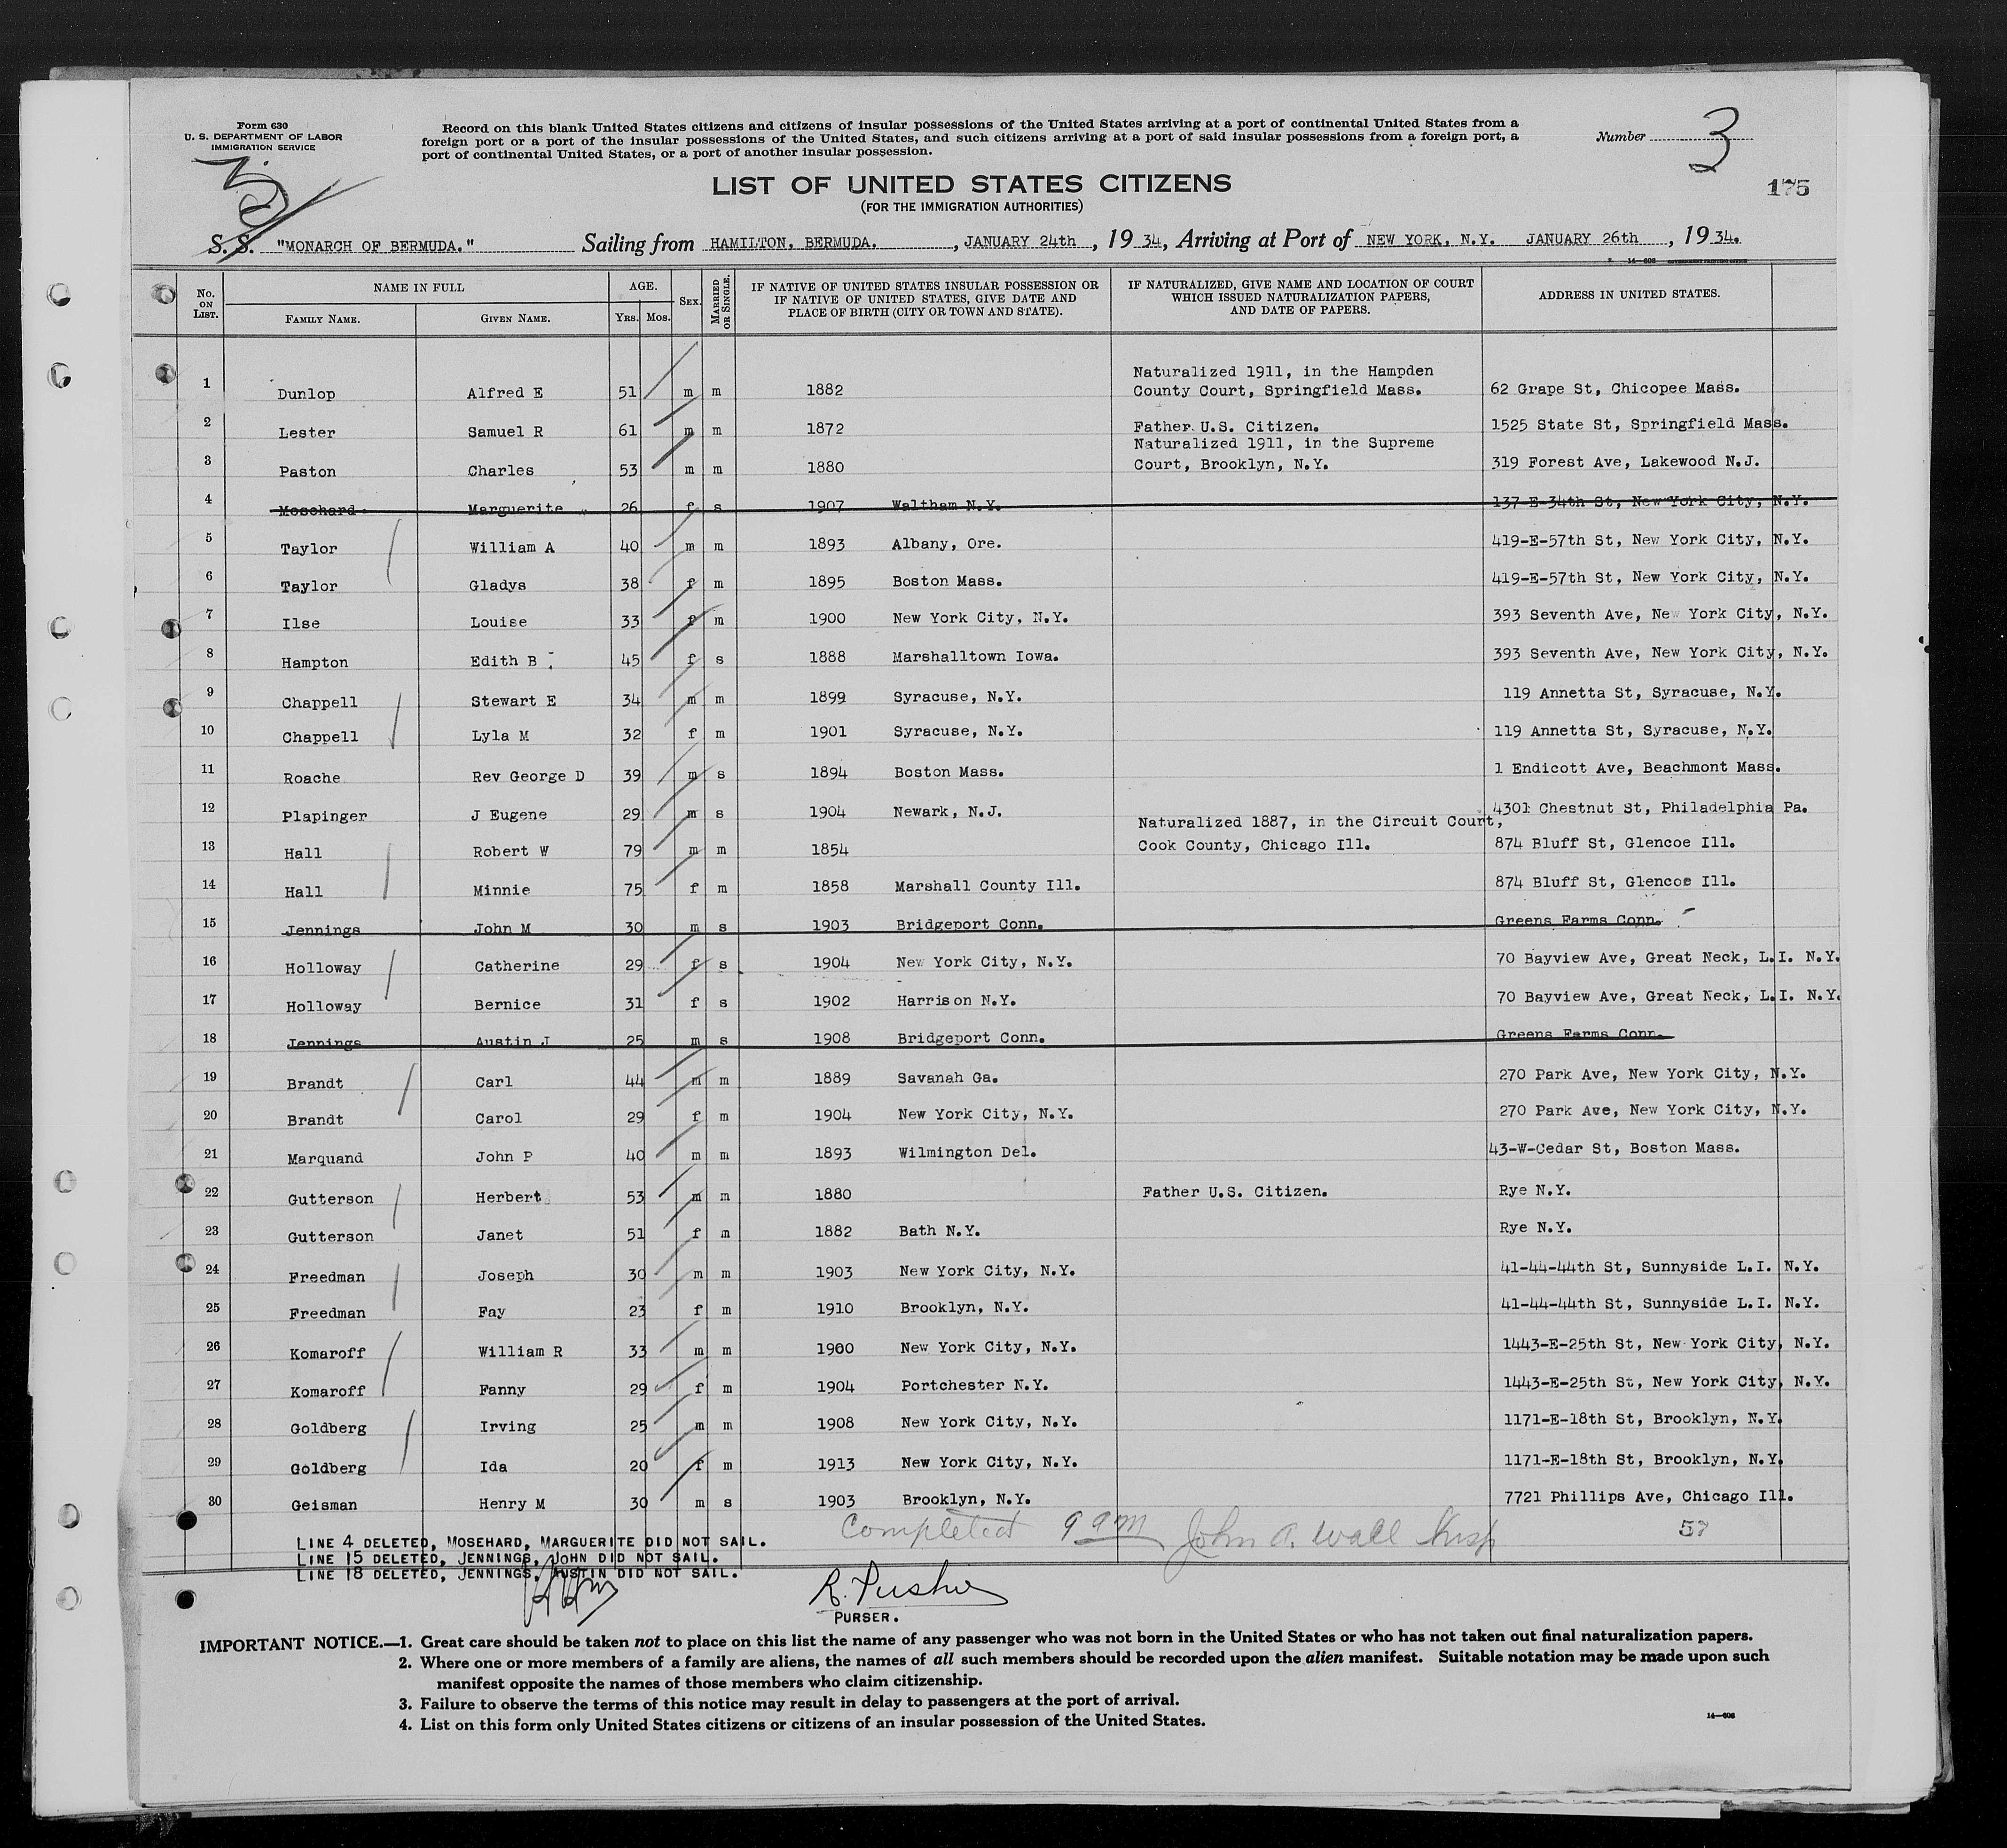 Form 630
U. S. DEPARTMENT OF LABOR
IMMIGRATION SERVICE
Record on this blank United States citizens and citizens of insular possessions of the United States arriving at a port of continental United States from a
foreign port or a port of the insular possessions of the United States, and such citizens arriving at a port of said insular possessions from a foreign port, a
port of continental United States, or a port of another insular possession.
Number 3
175
LIST OF UNITED STATES CITIZENS
(FOR THE IMMIGRATION AUTHORITIES)
S. S. "MONARCH OF BERMUDA." Sailing from HAMILTON, BERMUDA. , JANUARY 24th , 19 34, Arriving at Port of NEW YORK, N.Y. JANUARY 26th , 19 34.
14—608 GOVERNMENT PRINTING OFFICE
No. ON LIST. NAME IN FULL FAMILY NAME. GIVEN NAME. AGE. YRS. MOS. SEX. MARRIED OR SINGLE. IF NATIVE OF UNITED STATES INSULAR POSSESSION OR IF NATIVE OF UNITED STATES, GIVE DATE AND PLACE OF BIRTH (CITY OR TOWN AND STATE). IF NATURALIZED, GIVE NAME AND LOCATION OF COURT WHICH ISSUED NATURALIZATION PAPERS, AND DATE OF PAPERS. ADDRESS IN UNITED STATES.
1 Dunlop Alfred E 51 m m 1882 Naturalized 1911, in the Hampden County Court, Springfield Mass. 62 Grape St, Chicopee Mass.
2 Lester Samuel R 61 m m 1872 Father U.S. Citizen. 1525 State St, Springfield Mass.
3 Paston Charles 53 m m 1880 Naturalized 1911, in the Supreme Court, Brooklyn, N.Y. 319 Forest Ave, Lakewood N.J.
4 Mosehard Marguerite 26 f s 1907 Waltham N.Y. 137-E-34th St, New York City, N.Y.
5 Taylor William A 40 m m 1893 Albany, Ore. 419-E-57th St, New York City, N.Y.
6 Taylor Gladys 38 f m 1895 Boston Mass. 419-E-57th St, New York City, N.Y.
7 Ilse Louise 33 f m 1900 New York City, N.Y. 393 Seventh Ave, New York City, N.Y.
8 Hampton Edith B 45 f s 1888 Marshalltown Iowa. 393 Seventh Ave, New York City, N.Y.
9 Chappell Stewart E 34 m m 1899 Syracuse, N.Y. 119 Annetta St, Syracuse, N.Y.
10 Chappell Lyla M 32 f m 1901 Syracuse, N.Y. 119 Annetta St, Syracuse, N.Y.
11 Roache Rev George D 39 m s 1894 Boston Mass. 1 Endicott Ave, Beachmont Mass.
12 Plapinger J Eugene 29 m s 1904 Newark, N.J. 4301 Chestnut St, Philadelphia Pa.
13 Hall Robert W 79 m m 1854 Naturalized 1887, in the Circuit Court, Cook County, Chicago Ill. 874 Bluff St, Glencoe Ill.
14 Hall Minnie 75 f m 1858 Marshall County Ill. 874 Bluff St, Glencoe Ill.
15 Jennings John M 30 m s 1903 Bridgeport Conn. Greens Farms Conn.
16 Holloway Catherine 29 f s 1904 New York City, N.Y. 70 Bayview Ave, Great Neck, L.I. N.Y.
17 Holloway Bernice 31 f s 1902 Harrison N.Y. 70 Bayview Ave, Great Neck, L.I. N.Y.
18 Jennings Austin J 25 m s 1908 Bridgeport Conn. Greens Farms Conn.
19 Brandt Carl 44 m m 1889 Savanah Ga. 270 Park Ave, New York City, N.Y.
20 Brandt Carol 29 f m 1904 New York City, N.Y. 270 Park Ave, New York City, N.Y.
21 Marquand John P 40 m m 1893 Wilmington Del. 43-W-Cedar St, Boston Mass.
22 Gutterson Herbert 53 m m 1880 Father U.S. Citizen. Rye N.Y.
23 Gutterson Janet 51 f m 1882 Bath N.Y. Rye N.Y.
24 Freedman Joseph 30 m m 1903 New York City, N.Y. 41-44-44th St, Sunnyside L.I. N.Y.
25 Freedman Fay 23 f m 1910 Brooklyn, N.Y. 41-44-44th St, Sunnyside L.I. N.Y.
26 Komaroff William R 33 m m 1900 New York City, N.Y. 1443-E-25th St, New York City, N.Y.
27 Komaroff Fanny 29 f m 1904 Portchester N.Y. 1443-E-25th St, New York City, N.Y.
28 Goldberg Irving 25 m m 1908 New York City, N.Y. 1171-E-18th St, Brooklyn, N.Y.
29 Goldberg Ida 20 f m 1913 New York City, N.Y. 1171-E-18th St, Brooklyn, N.Y.
30 Geisman Henry M 30 m s 1903 Brooklyn, N.Y. 7721 Phillips Ave, Chicago Ill.
Completed 9 am John A. Wall Insp 57
LINE 4 DELETED, MOSEHARD, MARGUERITE DID NOT SAIL.
LINE 15 DELETED, JENNINGS, JOHN DID NOT SAIL.
LINE 18 DELETED, JENNINGS, AUSTIN DID NOT SAIL.
PURSER.
IMPORTANT NOTICE.—1. Great care should be taken not to place on this list the name of any passenger who was not born in the United States or who has not taken out final naturalization papers.
2. Where one or more members of a family are aliens, the names of all such members should be recorded upon the alien manifest. Suitable notation may be made upon such
manifest opposite the names of those members who claim citizenship.
3. Failure to observe the terms of this notice may result in delay to passengers at the port of arrival.
4. List on this form only United States citizens or citizens of an insular possession of the United States.
14—608